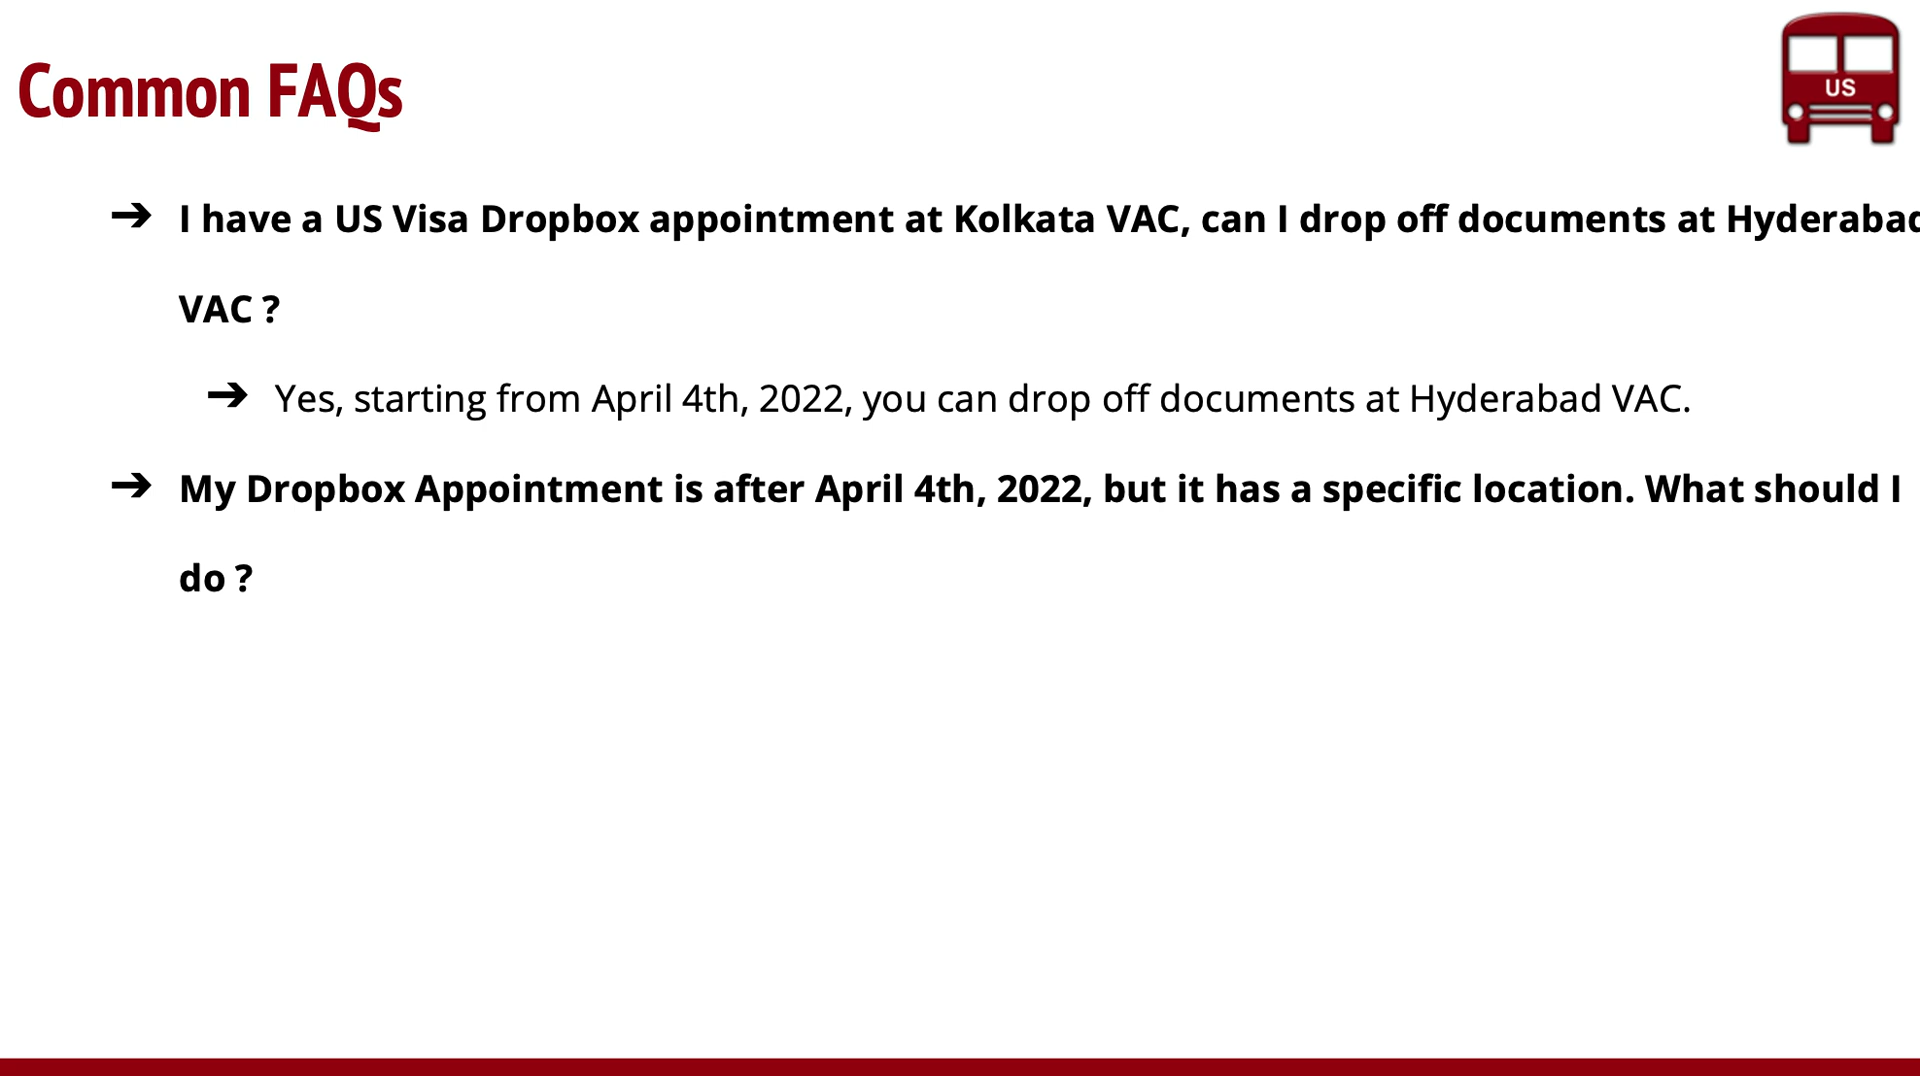 Common FAQs
US
➔ I have a US Visa Dropbox appointment at Kolkata VAC, can I drop off documents at Hyderabad
VAC ?
➔ Yes, starting from April 4th, 2022, you can drop off documents at Hyderabad VAC.
➔ My Dropbox Appointment is after April 4th, 2022, but it has a specific location. What should I
do ?